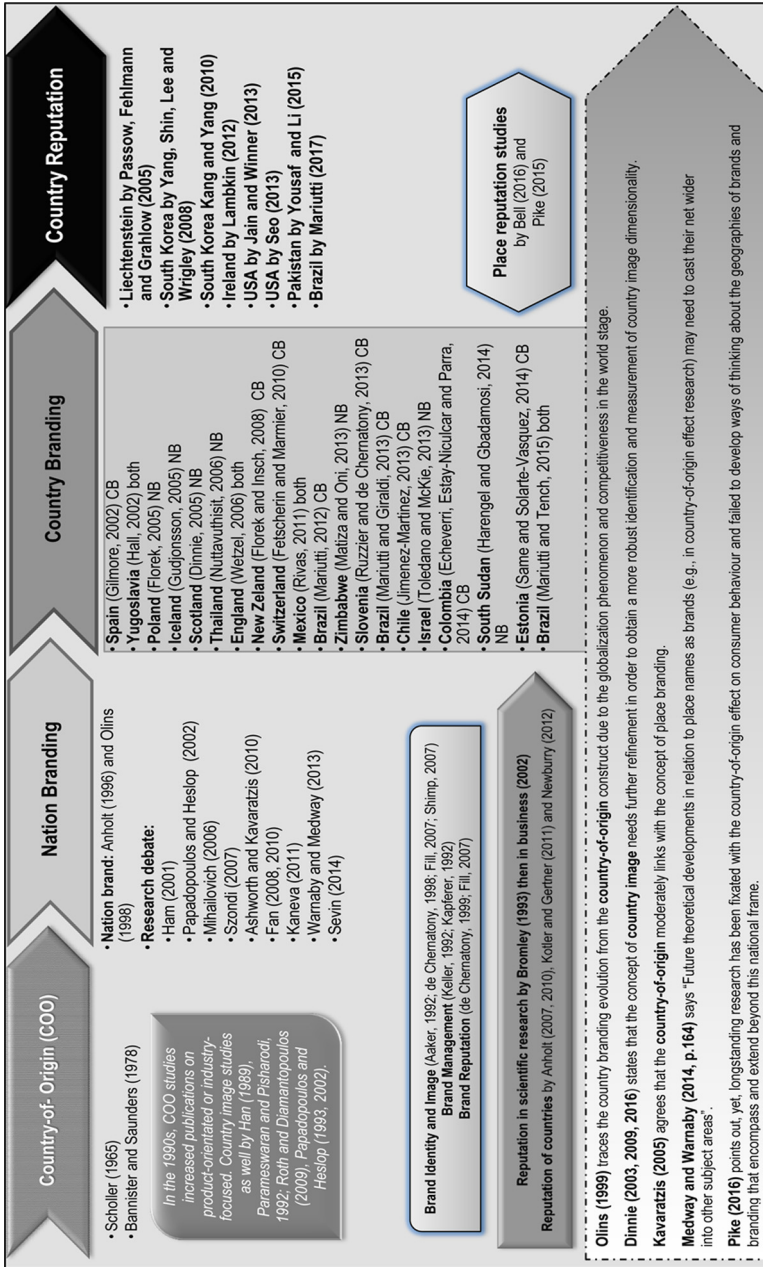 Country-of- Origin (COO)
• Scholler (1965)
• Bannister and Saunders (1978)
In the 1990s, COO studies
increased publications on
product-orientated or industry-
focused. Country image studies
as well by Han (1989),
Parameswaran and Pisharodi,
1992; Roth and Diamantopoulos
(2009), Papadopoulos and
Heslop (1993, 2002).
Nation Branding
• Nation brand: Anholt (1996) and Olins
(1998)
• Research debate:
• Ham (2001)
• Papadopoulos and Heslop (2002)
• Mihailovich (2006)
• Szondi (2007)
• Ashworth and Kavaratzis (2010)
• Fan (2008, 2010)
• Kaneva (2011)
• Warnaby and Medway (2013)
• Sevin (2014)
Country Branding
• Spain (Gilmore, 2002) CB
• Yugoslavia (Hall, 2002) both
• Poland (Florek, 2005) NB
• Iceland (Gudjonsson, 2005) NB
• Scotland (Dinnie, 2005) NB
• Thailand (Nuttavuthisit, 2006) NB
• England (Wetzel, 2006) both
• New Zeland (Florek and Insch, 2008) CB
• Switzerland (Fetscherin and Marmier, 2010) CB
• Mexico (Rivas, 2011) both
• Brazil (Mariutti, 2012) CB
• Zimbabwe (Matiza and Oni, 2013) NB
• Slovenia (Ruzzier and de Chernatony, 2013) CB
• Brazil (Mariutti and Giraldi, 2013) CB
• Chile (Jimenez-Martinez, 2013) CB
• Israel (Toledano and McKie, 2013) NB
• Colombia (Echeverri, Estay-Niculcar and Parra,
2014) CB
• South Sudan (Harengel and Gbadamosi, 2014)
NB
• Estonia (Same and Solarte-Vasquez, 2014) CB
• Brazil (Mariutti and Tench, 2015) both
Country Reputation
• Liechtenstein by Passow, Fehlmann
and Grahlow (2005)
• South Korea by Yang, Shin, Lee and
Wrigley (2008)
• South Korea Kang and Yang (2010)
• Ireland by Lambkin (2012)
• USA by Jain and Winner (2013)
• USA by Seo (2013)
• Pakistan by Yousaf and Li (2015)
• Brazil by Mariutti (2017)
Brand Identity and Image (Aaker, 1992; de Chernatony, 1998; Fill, 2007; Shimp, 2007)
Brand Management (Keller, 1992; Kapferer, 1992)
Brand Reputation (de Chernatony, 1999; Fill, 2007)
Place reputation studies
by Bell (2016) and
Pike (2015)
Reputation in scientific research by Bromley (1993) then in business (2002)
Reputation of countries by Anholt (2007, 2010), Kotler and Gertner (2011) and Newburry (2012)
Olins (1999) traces the country branding evolution from the country-of-origin construct due to the globalization phenomenon and competitiveness in the world stage.
Dinnie (2003, 2009, 2016) states that the concept of country image needs further refinement in order to obtain a more robust identification and measurement of country image dimensionality.
Kavaratzis (2005) agrees that the country-of-origin moderately links with the concept of place branding.
Medway and Warnaby (2014, p.164) says "Future theoretical developments in relation to place names as brands (e.g., in country-of-origin effect research) may need to cast their net wider
into other subject areas".
Pike (2016) points out, yet, longstanding research has been fixated with the country-of-origin effect on consumer behaviour and failed to develop ways of thinking about the geographies of brands and
branding that encompass and extend beyond this national frame.